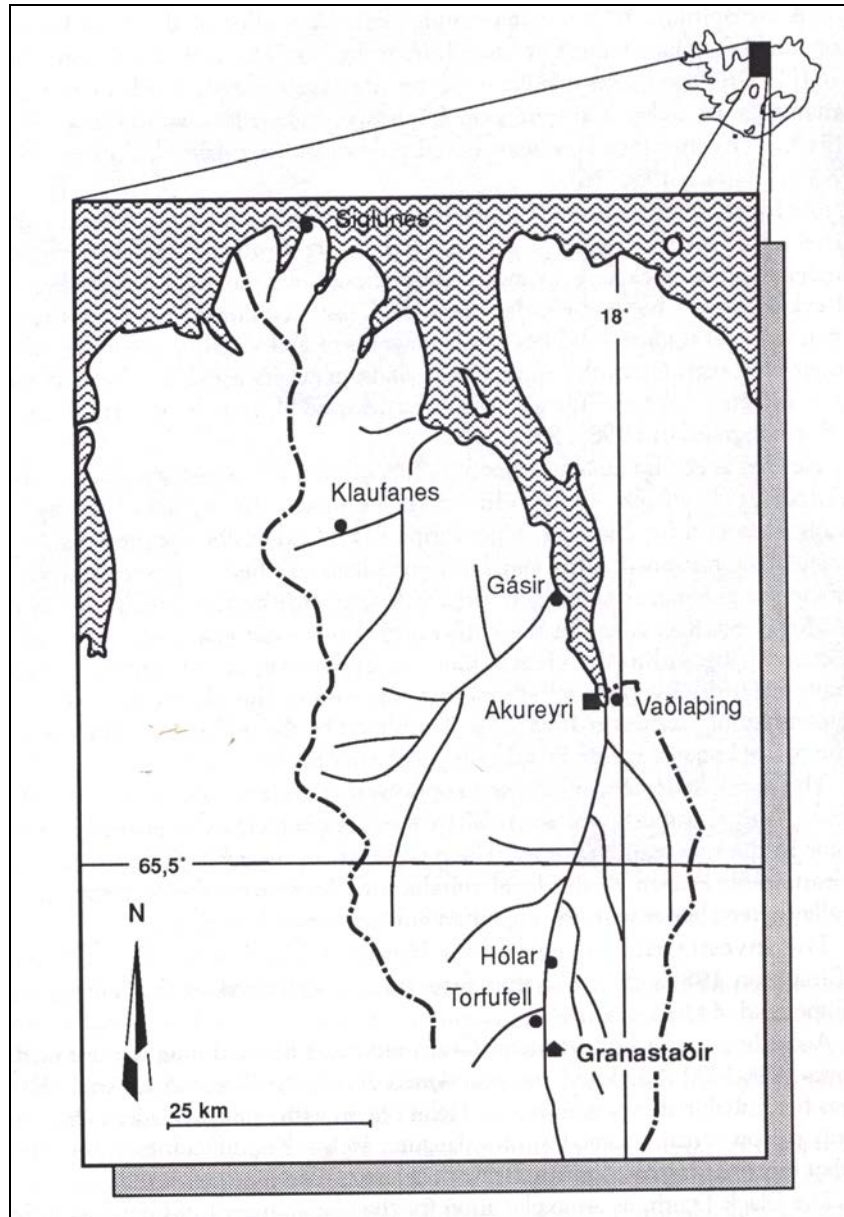 Siglunes
18°
Klaufanes
Gásir
Akureyri
Vaðlaþing
65,5°
N
Hólar
Torfufell
Granastaðir
25 km